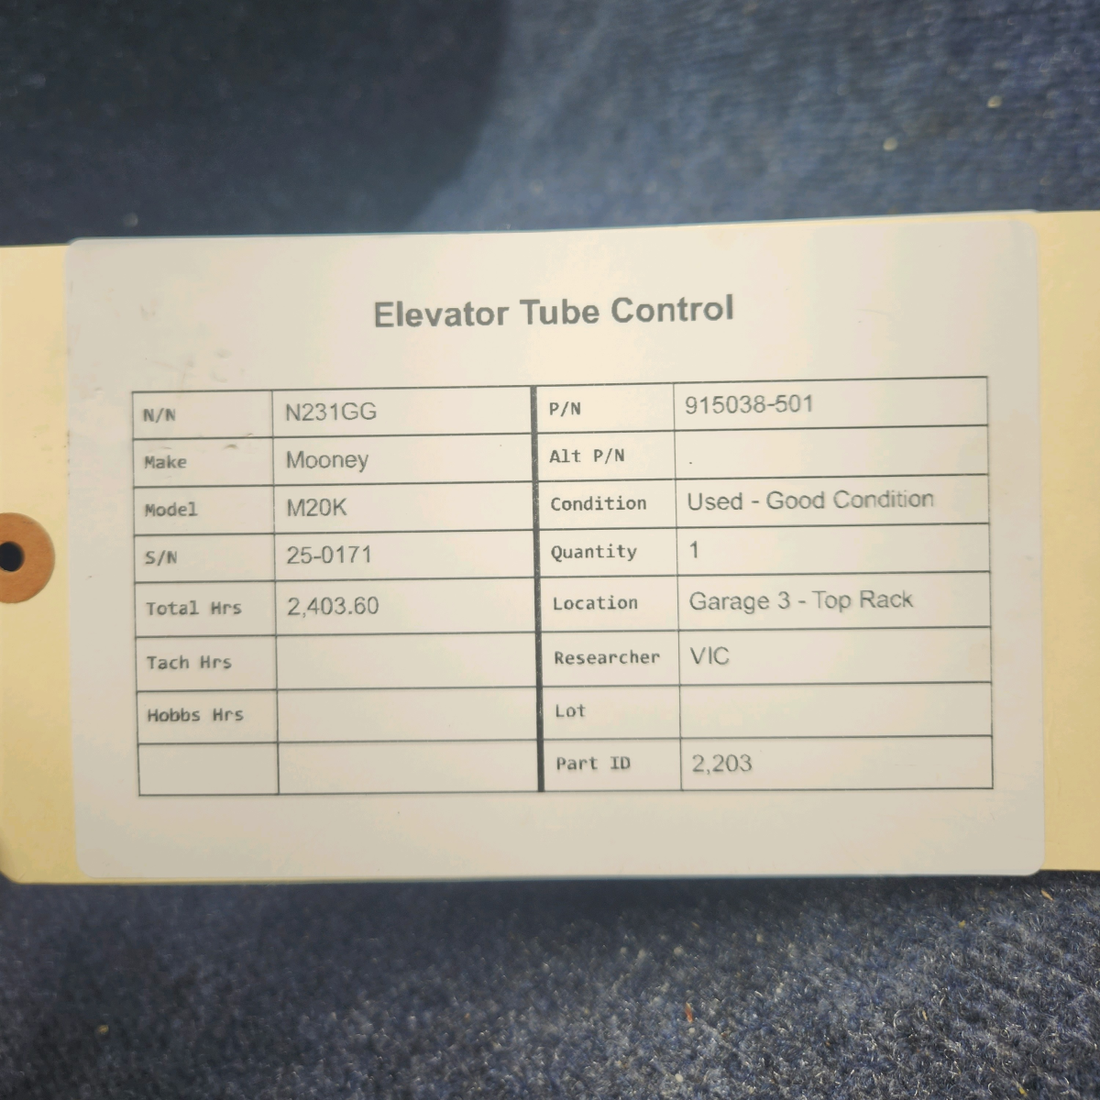 Elevator Tube Control
N/N N231GG P/N 915038-501
Make Mooney Alt P/N .
Model M20K Condition Used - Good Condition
S/N 25-0171 Quantity 1
Total Hrs 2,403.60 Location Garage 3 - Top Rack
Tach Hrs Researcher VIC
Hobbs Hrs Lot
Part ID 2,203